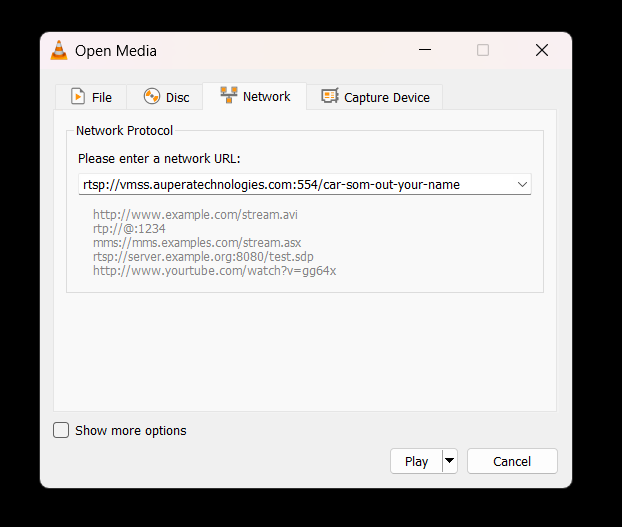 Open Media
File Disc Network Capture Device
Network Protocol
Please enter a network URL:
rtsp://vmss.auperatechnologies.com:554/car-som-out-your-name
http://www.example.com/stream.avi
rtp://@:1234
mms://mms.examples.com/stream.asx
rtsp://server.example.org:8080/test.sdp
http://www.yourtube.com/watch?v=gg64x
Show more options
Play Cancel